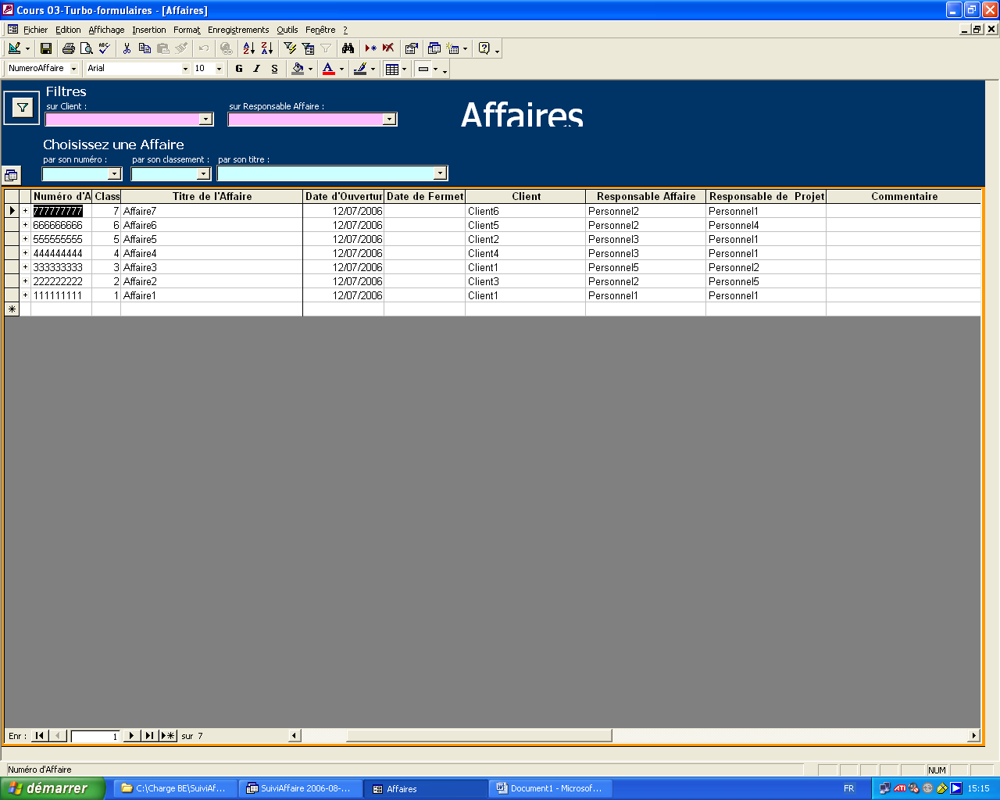 Cours 03-Turbo-formulaires - [Affaires]
Fichier Edition Affichage Insertion Format Enregistrements Outils Fenêtre ?
NumeroAffaire Arial 10 G I S
Filtres
sur Client : sur Responsable Affaire :
Affaires
Choisissez une Affaire
par son numéro : par son classement : par son titre :
Numéro d'A Class Titre de l'Affaire Date d'Ouvertur Date de Fermet Client Responsable Affaire Responsable de Projet Commentaire
777777777 7 Affaire7 12/07/2006 Client6 Personnel2 Personnel1
666666666 6 Affaire6 12/07/2006 Client5 Personnel2 Personnel4
555555555 5 Affaire5 12/07/2006 Client2 Personnel3 Personnel1
444444444 4 Affaire4 12/07/2006 Client4 Personnel3 Personnel1
333333333 3 Affaire3 12/07/2006 Client1 Personnel5 Personnel2
222222222 2 Affaire2 12/07/2006 Client3 Personnel2 Personnel5
111111111 1 Affaire1 12/07/2006 Client1 Personnel1 Personnel1
Enr : 1 sur 7
Numéro d'Affaire NUM
démarrer C:\Charge BE\SuiviAf... SuiviAffaire 2006-08-... Affaires Document1 - Microsof... FR ATI 15:15